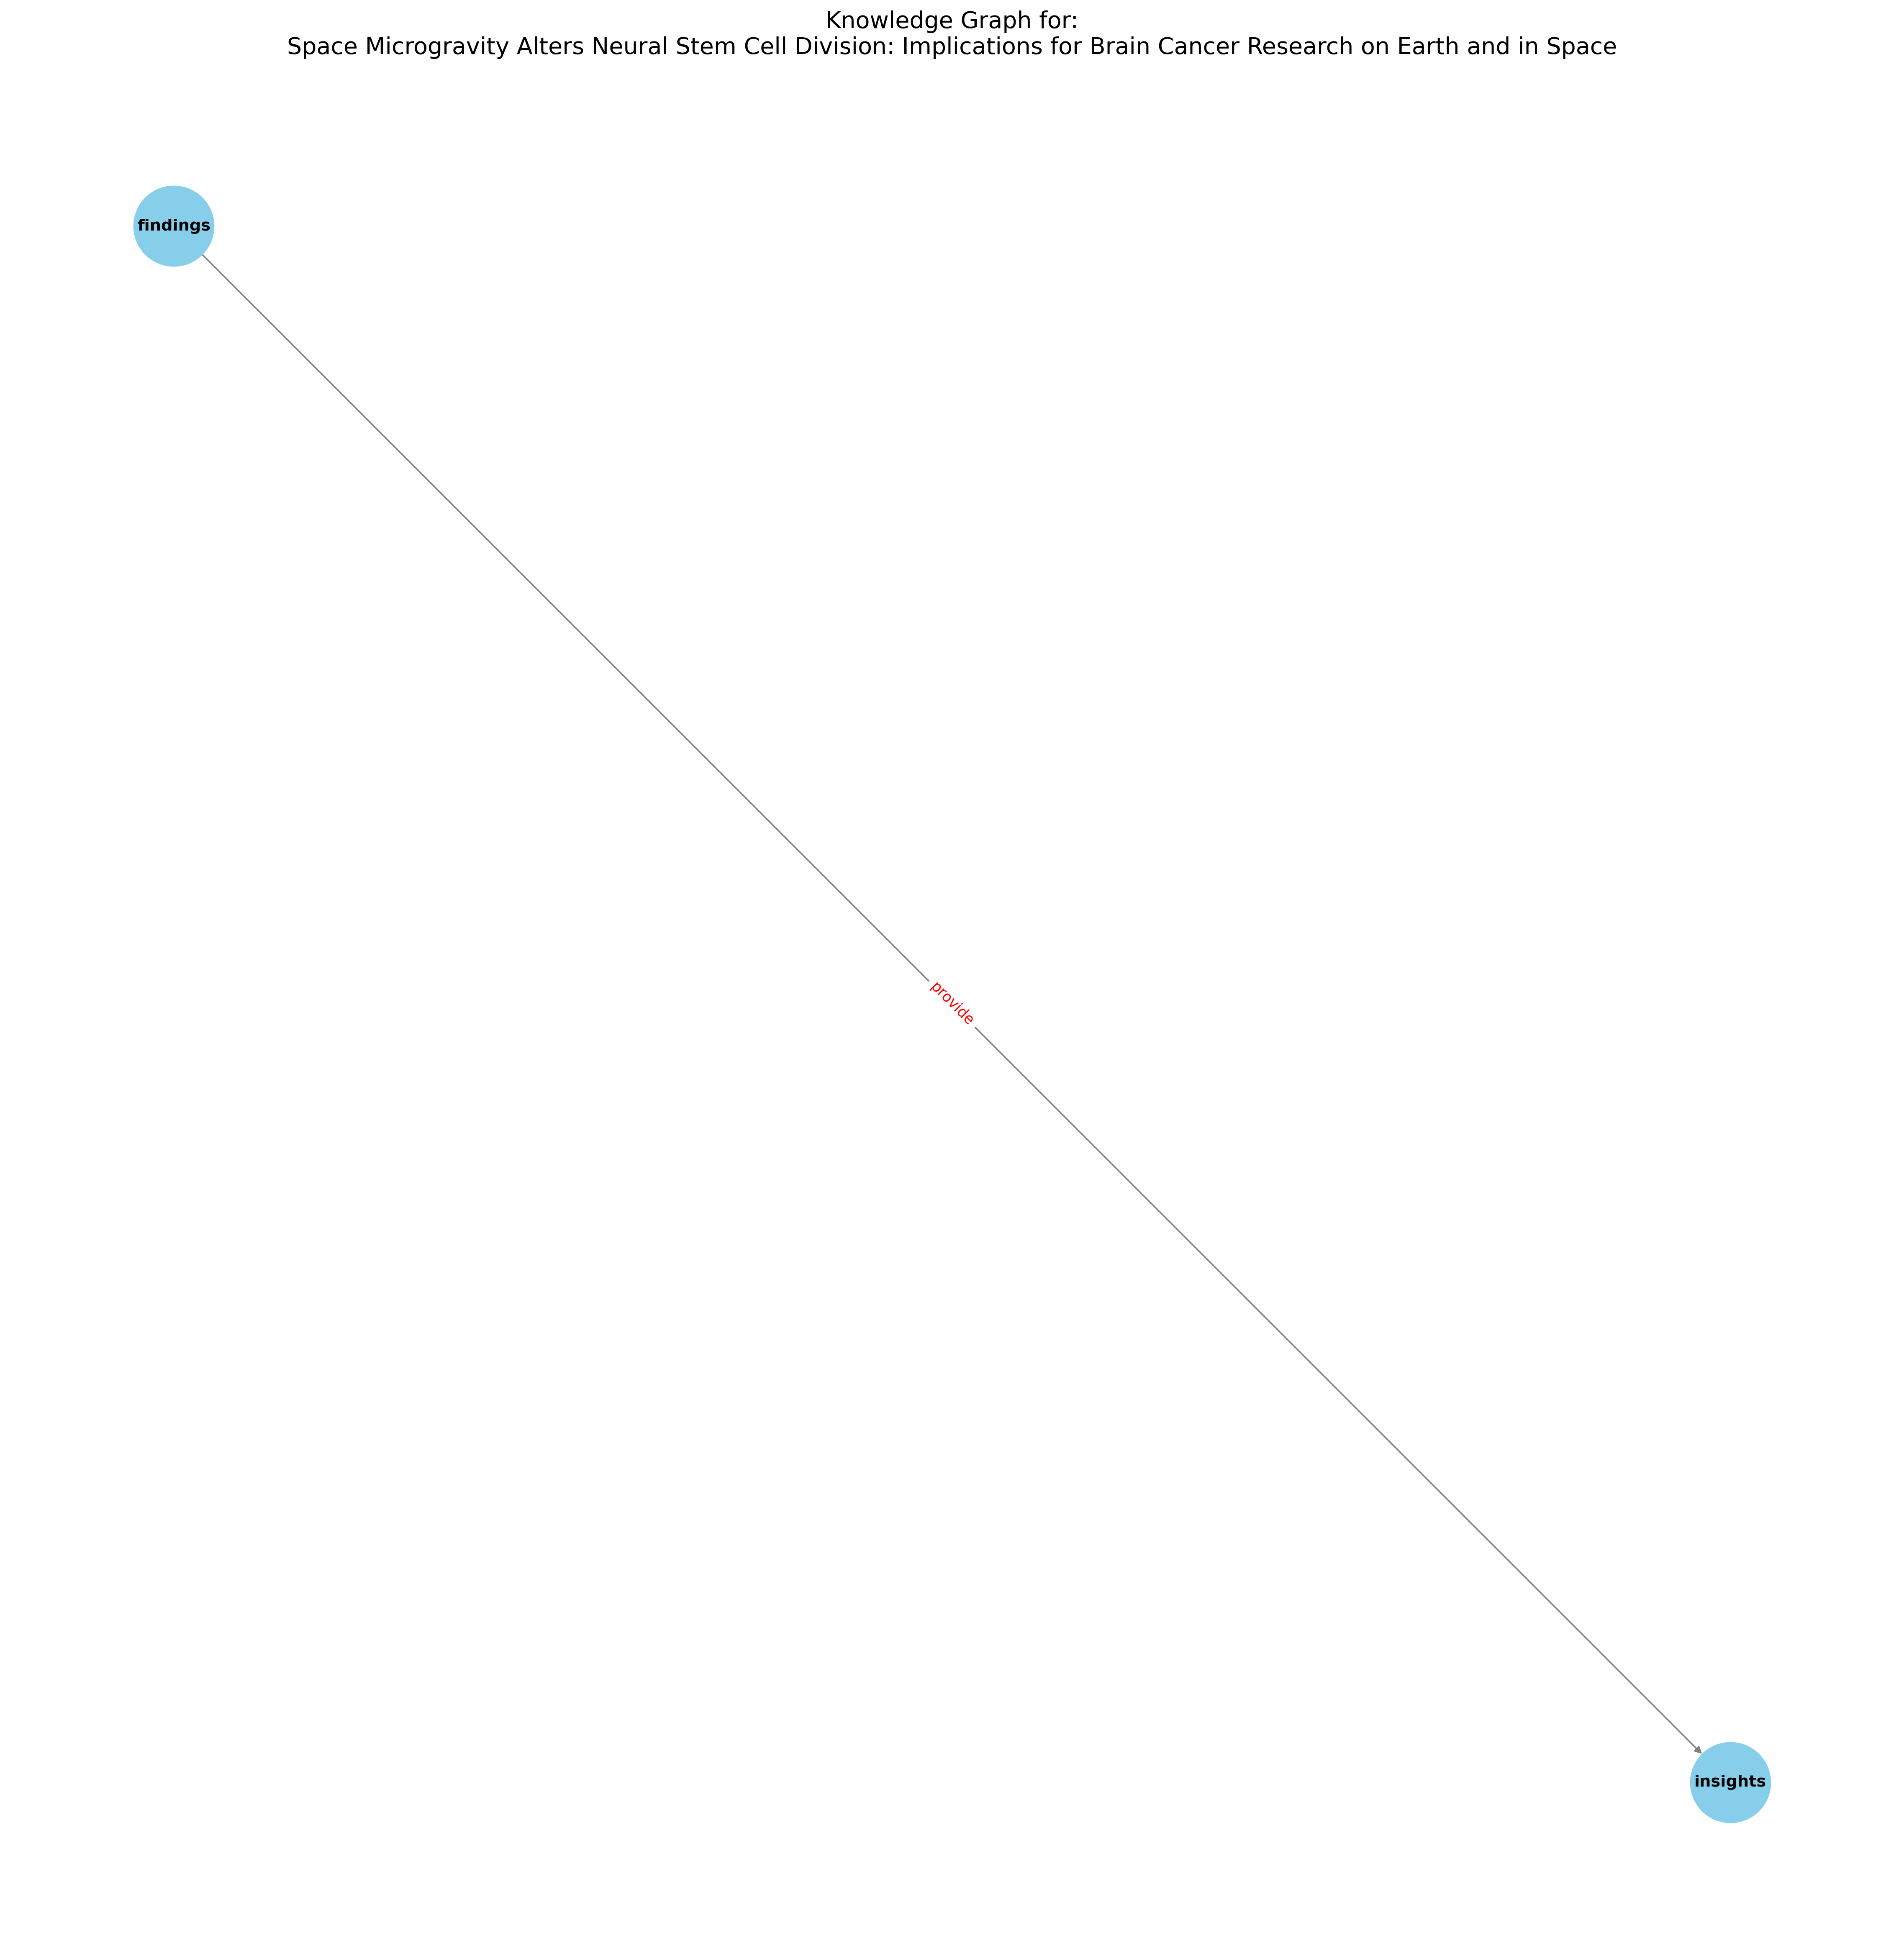 Knowledge Graph for:
Space Microgravity Alters Neural Stem Cell Division: Implications for Brain Cancer Research on Earth and in Space
findings
provide
insights